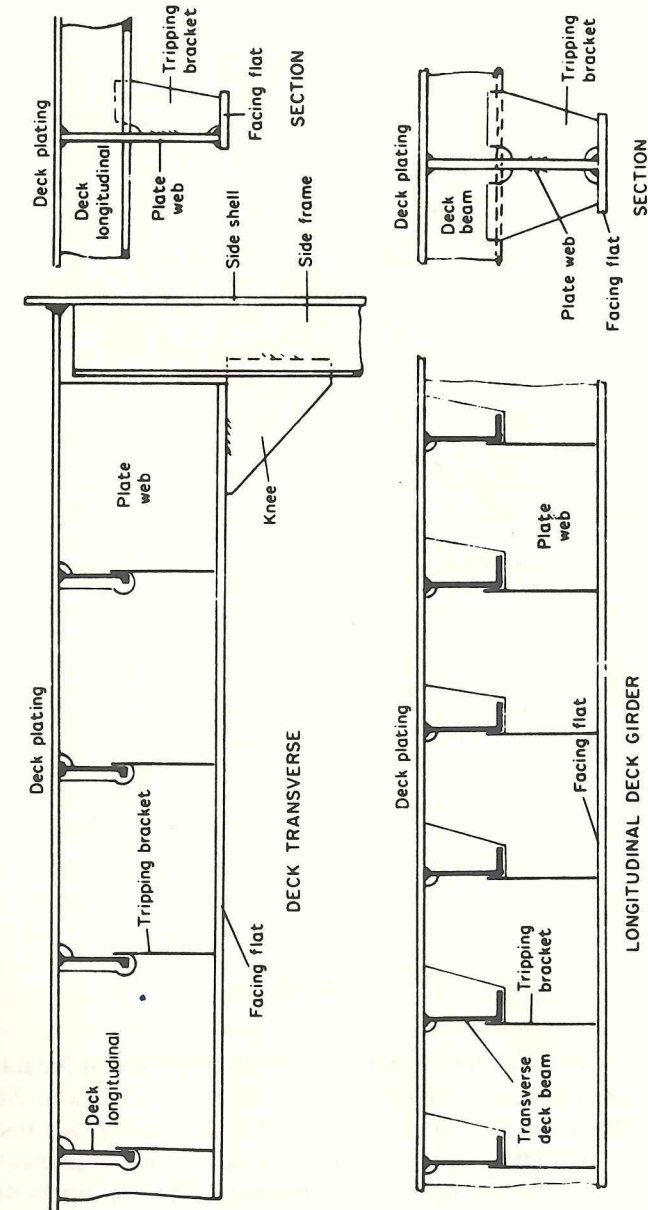 Deck plating
Deck
longitudinal
Plate
web
Tripping
bracket
Facing flat
SECTION
Deck plating
Deck
longitudinal
Tripping bracket
Plate
web
Side shell
Side frame
Knee
Facing flat
DECK TRANSVERSE
Deck plating
Deck
beam
Tripping
bracket
Plate web
Facing flat
SECTION
Deck plating
Transverse
deck beam
Tripping
bracket
Plate
web
Facing flat
LONGITUDINAL DECK GIRDER